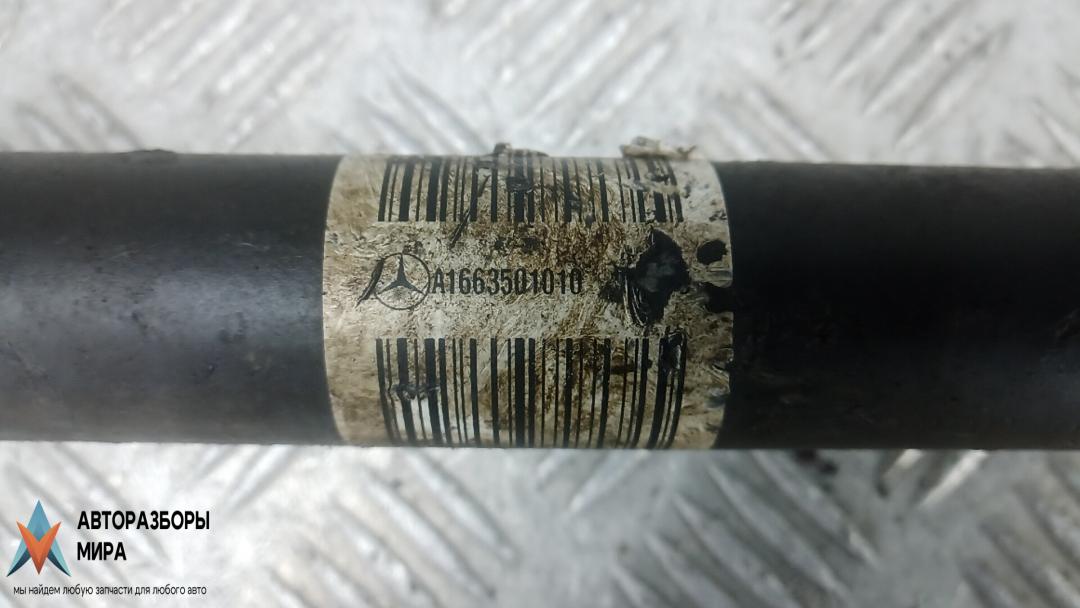 A1663501010
АВТОРАЗБОРЫ
МИРА
мы найдем любую запчасти для любого авто